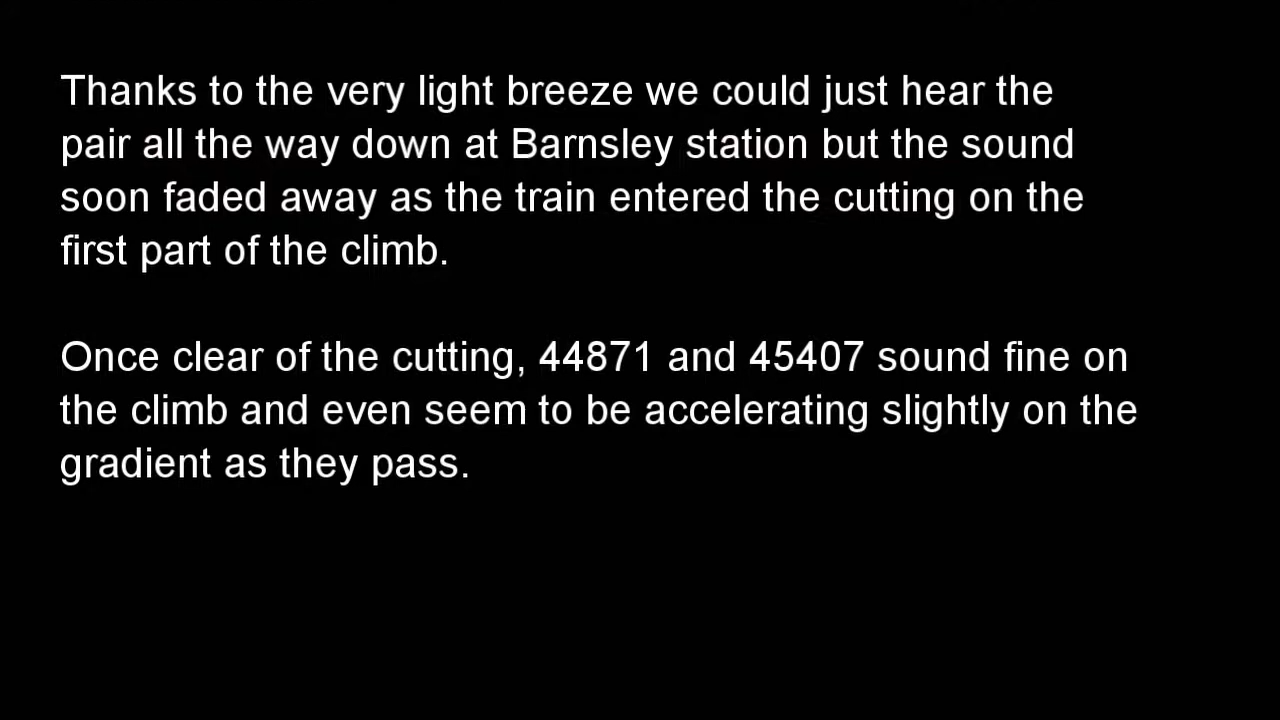 Thanks to the very light breeze we could just hear the
pair all the way down at Barnsley station but the sound
soon faded away as the train entered the cutting on the
first part of the climb.
Once clear of the cutting, 44871 and 45407 sound fine on
the climb and even seem to be accelerating slightly on the
gradient as they pass.